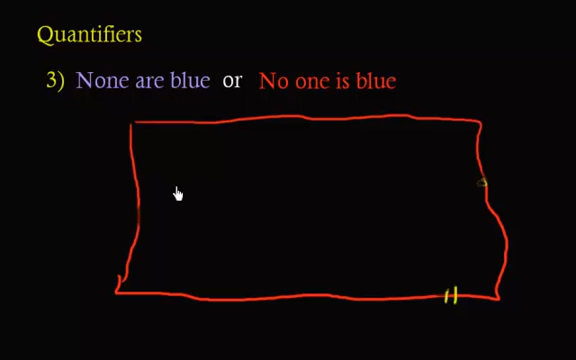 Quantifiers
3) None are blue or No one is blue